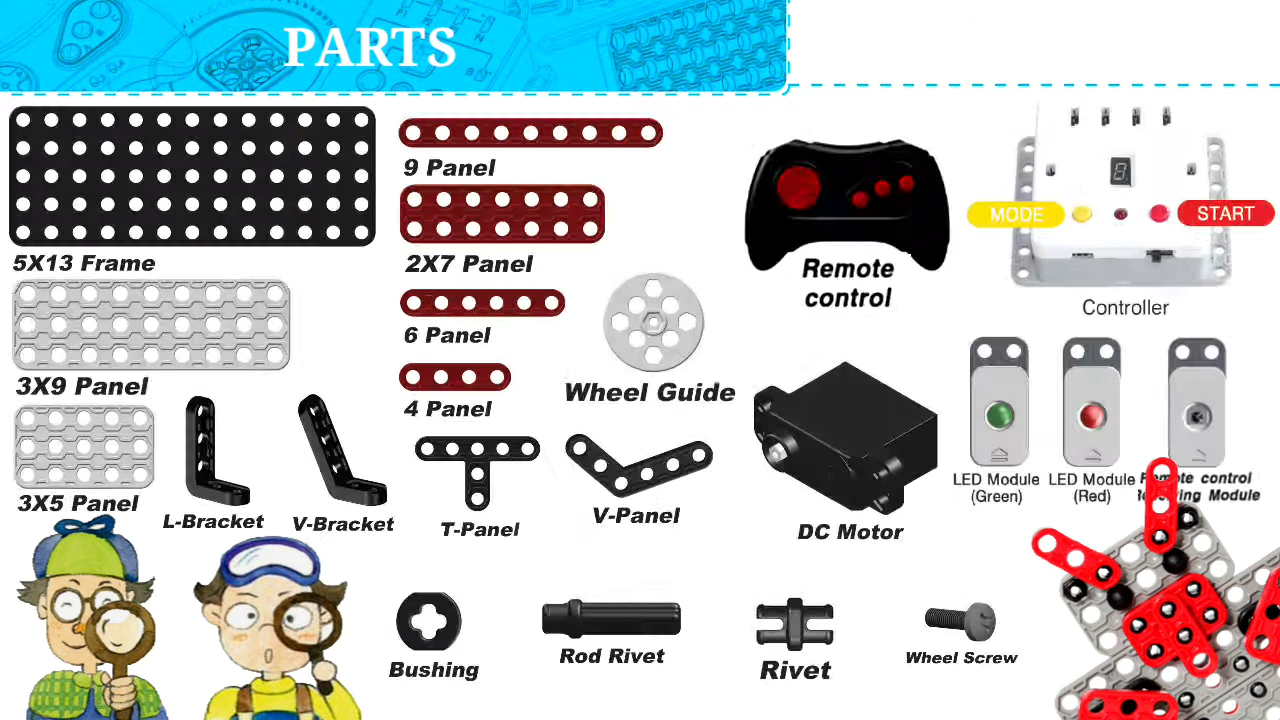 PARTS
5X13 Frame
9 Panel
2X7 Panel
6 Panel
4 Panel
3X9 Panel
3X5 Panel
L-Bracket
V-Bracket
T-Panel
V-Panel
Wheel Guide
Remote
control
MODE
START
Controller
DC Motor
LED Module
(Green)
LED Module
(Red)
control
Module
Bushing
Rod Rivet
Rivet
Wheel Screw